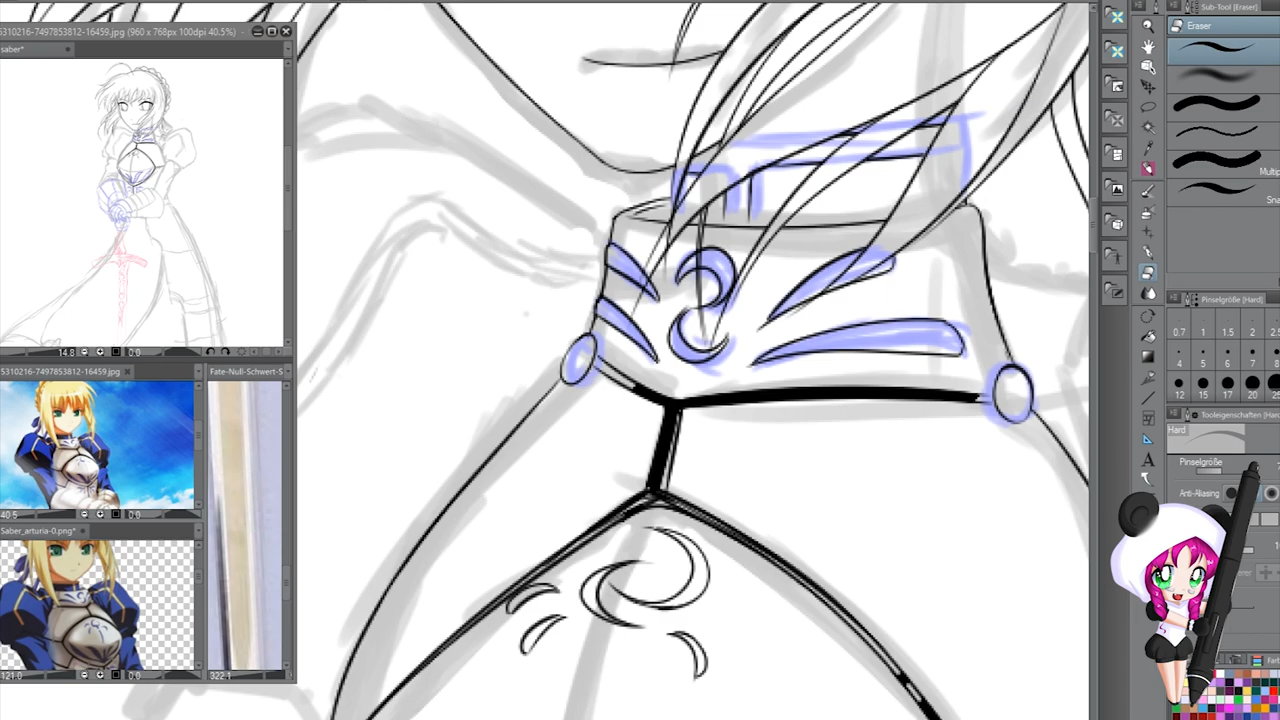 5310216-7497853812-16459.jpg (960 x 768px 100dpi 40.5%)
saber*
14.8
0.0
5310216-7497853812-16459.jpg
Fate-Null-Schwert-S
40.5
0.0
Saber_arturia-0.png*
121.0
0.0
322.1
Sub-Tool [Eraser]
Eraser
Multip
Sna
Pinselgröße [Hard]
0.7 1 1.5 2 2.5
4 5 6 7 8
12 15 17 20 25
Tooleigenschaften [Hard
Hard
Pinselgröße
Anti-Aliasing
Far
A